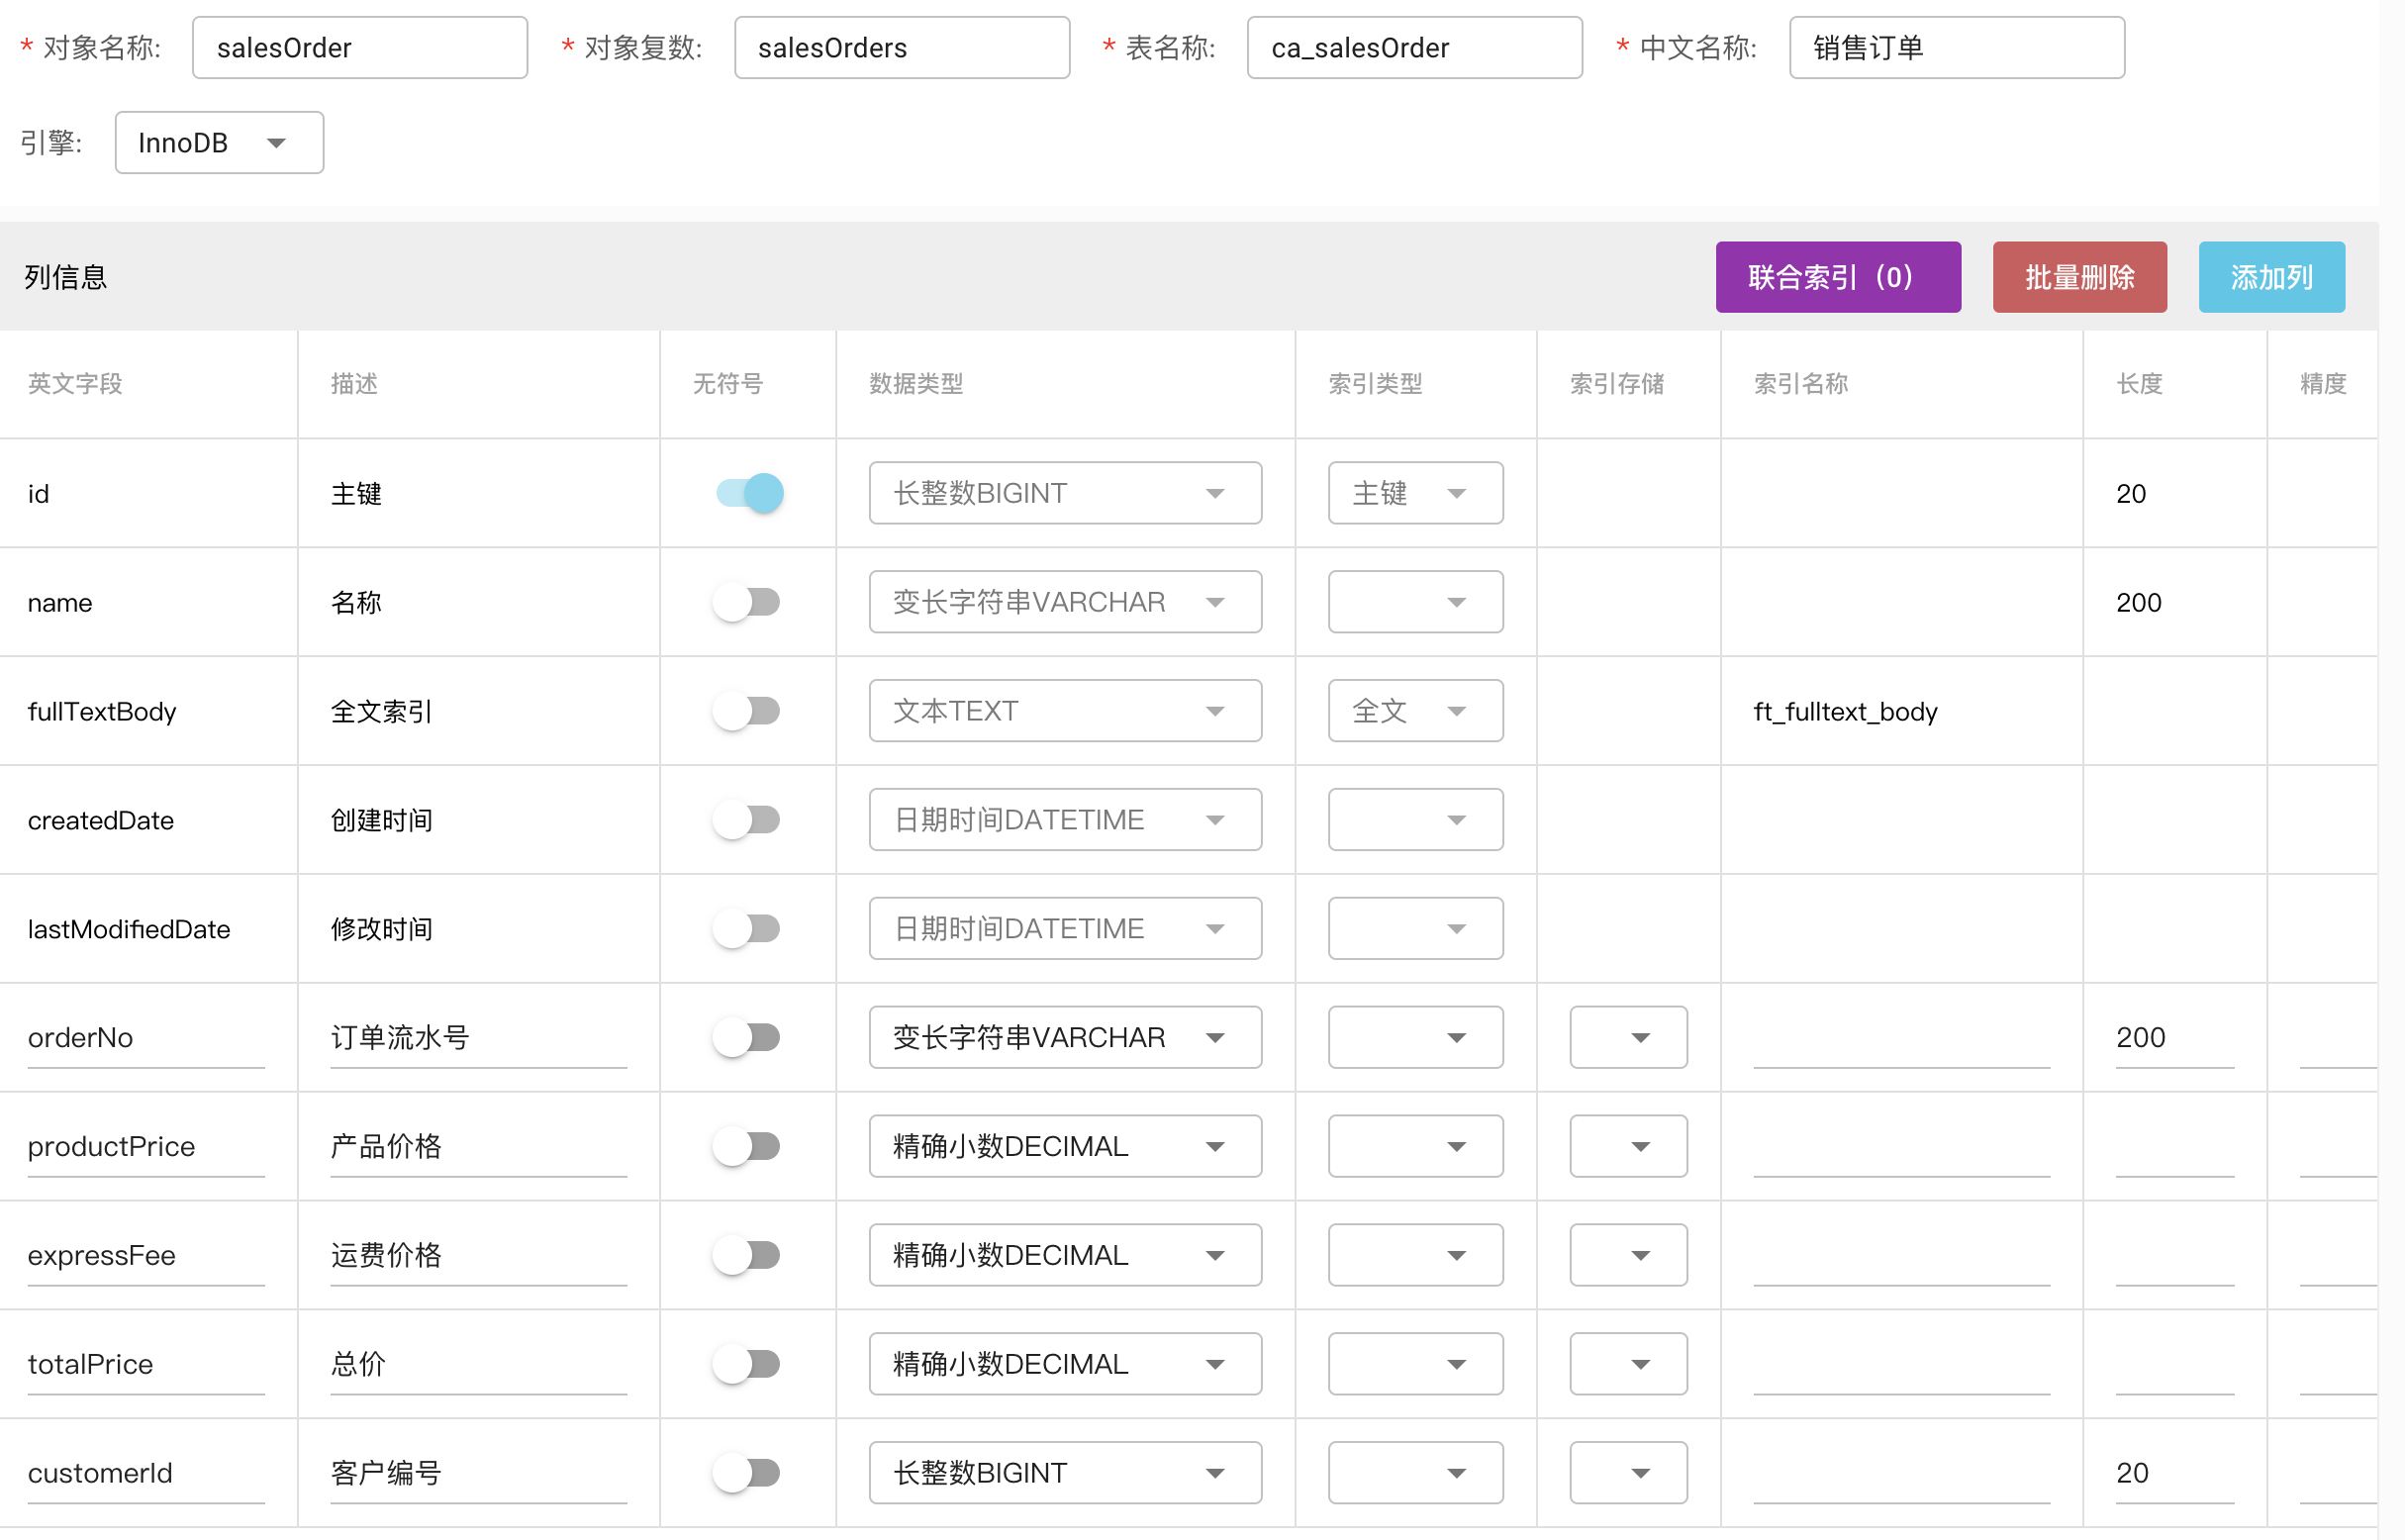 * 对象名称: salesOrder * 对象复数: salesOrders * 表名称: ca_salesOrder * 中文名称: 销售订单
引擎: InnoDB
列信息 联合索引（0） 批量删除 添加列
英文字段 描述 无符号 数据类型 索引类型 索引存储 索引名称 长度 精度
id 主键 长整数BIGINT 主键 20
name 名称 变长字符串VARCHAR 200
fullTextBody 全文索引 文本TEXT 全文 ft_fulltext_body
createdDate 创建时间 日期时间DATETIME
lastModifiedDate 修改时间 日期时间DATETIME
orderNo 订单流水号 变长字符串VARCHAR 200
productPrice 产品价格 精确小数DECIMAL
expressFee 运费价格 精确小数DECIMAL
totalPrice 总价 精确小数DECIMAL
customerId 客户编号 长整数BIGINT 20